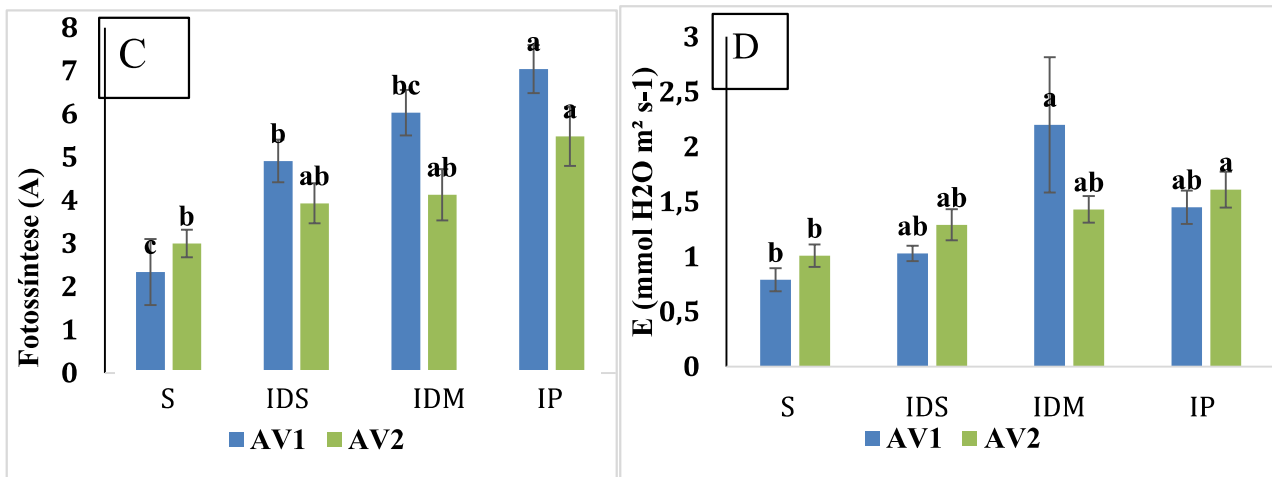 C
Fotossíntese (A)
8
7
6
5
4
3
2
1
0
c
b
b
ab
bc
ab
a
a
S IDS IDM IP
AV1 AV2
D
E (mmol H2O m² s-1)
3
2,5
2
1,5
1
0,5
0
b
b
ab
ab
a
ab
ab
a
S IDS IDM IP
AV1 AV2